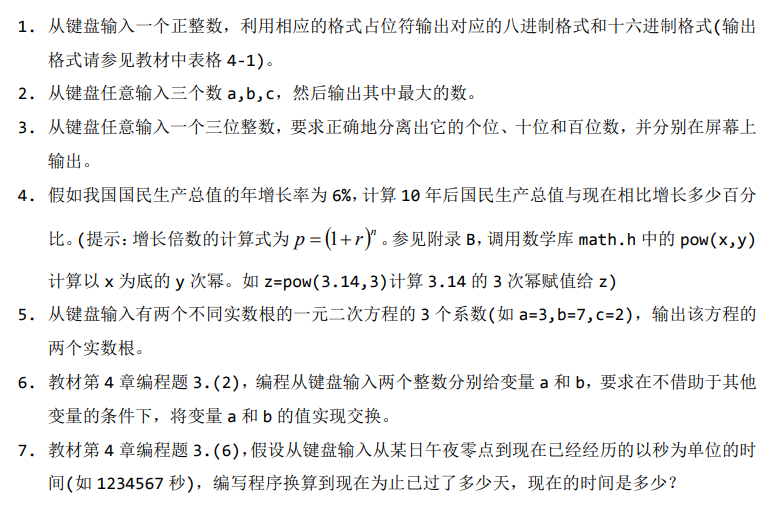 1. 从键盘输入一个正整数，利用相应的格式占位符输出对应的八进制格式和十六进制格式(输出
格式请参见教材中表格 4-1)。
2. 从键盘任意输入三个数 a,b,c，然后输出其中最大的数。
3. 从键盘任意输入一个三位整数，要求正确地分离出它的个位、十位和百位数，并分别在屏幕上
输出。
4. 假如我国国民生产总值的年增长率为 6%，计算 10 年后国民生产总值与现在相比增长多少百分
比。(提示：增长倍数的计算式为 p = (1 + r)ⁿ。参见附录 B，调用数学库 math.h 中的 pow(x,y)
计算以 x 为底的 y 次幂。如 z=pow(3.14,3)计算 3.14 的 3 次幂赋值给 z)
5. 从键盘输入有两个不同实数根的一元二次方程的 3 个系数(如 a=3,b=7,c=2)，输出该方程的
两个实数根。
6. 教材第 4 章编程题 3.(2)，编程从键盘输入两个整数分别给变量 a 和 b，要求在不借助于其他
变量的条件下，将变量 a 和 b 的值实现交换。
7. 教材第 4 章编程题 3.(6)，假设从键盘输入从某日午夜零点到现在已经经历的以秒为单位的时
间(如 1234567 秒)，编写程序换算到现在为止已过了多少天，现在的时间是多少？